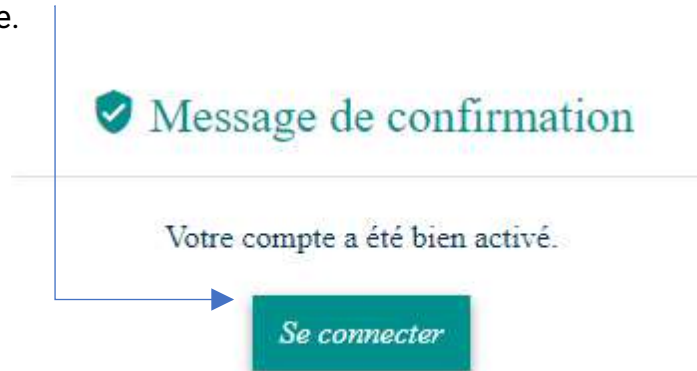 e.
Message de confirmation
Votre compte a été bien activé.
Se connecter